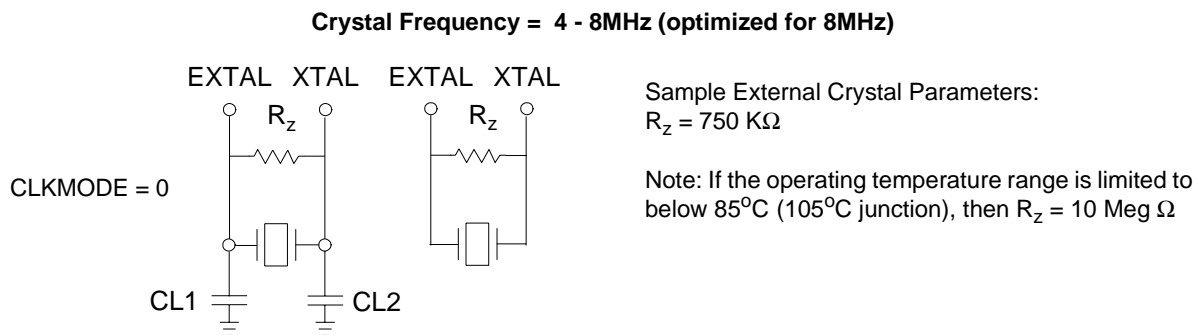 Crystal Frequency = 4 - 8MHz (optimized for 8MHz)
EXTAL XTAL EXTAL XTAL
R_z R_z
Sample External Crystal Parameters:
R_z = 750 KΩ
CLKMODE = 0
Note: If the operating temperature range is limited to
below 85°C (105°C junction), then R_z = 10 Meg Ω
CL1 CL2